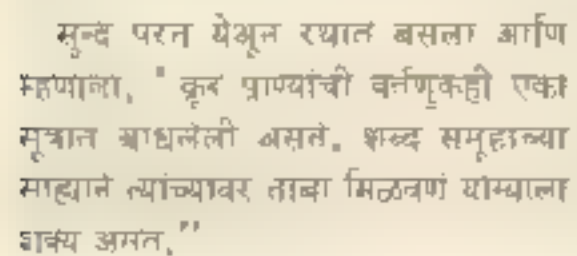 सुन्द परत येऊन रथात बसला आणि
म्हणाला, " क्रूर प्राण्यांची वर्तणूकही एका
सूत्रात बांधलेली असते. शब्द समूहाच्या
साह्याने त्यांच्यावर ताबा मिळवणं योग्याला
शक्य असतं."